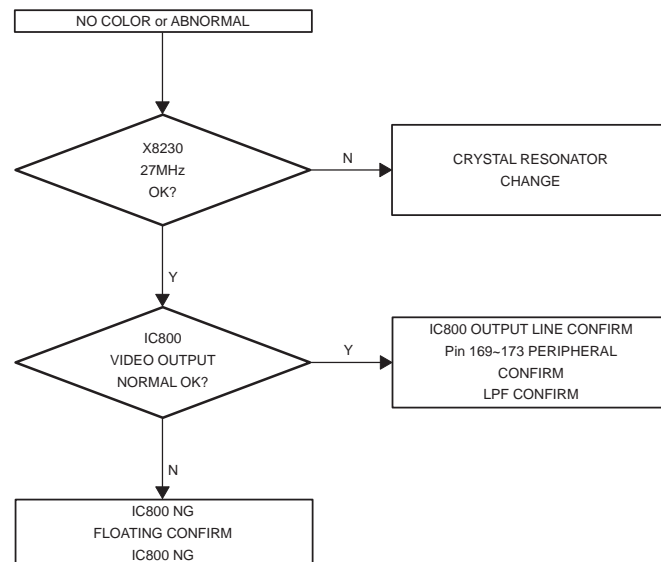 NO COLOR or ABNORMAL
X8230
27MHz
OK?
N
CRYSTAL RESONATOR
CHANGE
Y
IC800
VIDEO OUTPUT
NORMAL OK?
Y
IC800 OUTPUT LINE CONFIRM
Pin 169~173 PERIPHERAL
CONFIRM
LPF CONFIRM
N
IC800 NG
FLOATING CONFIRM
IC800 NG